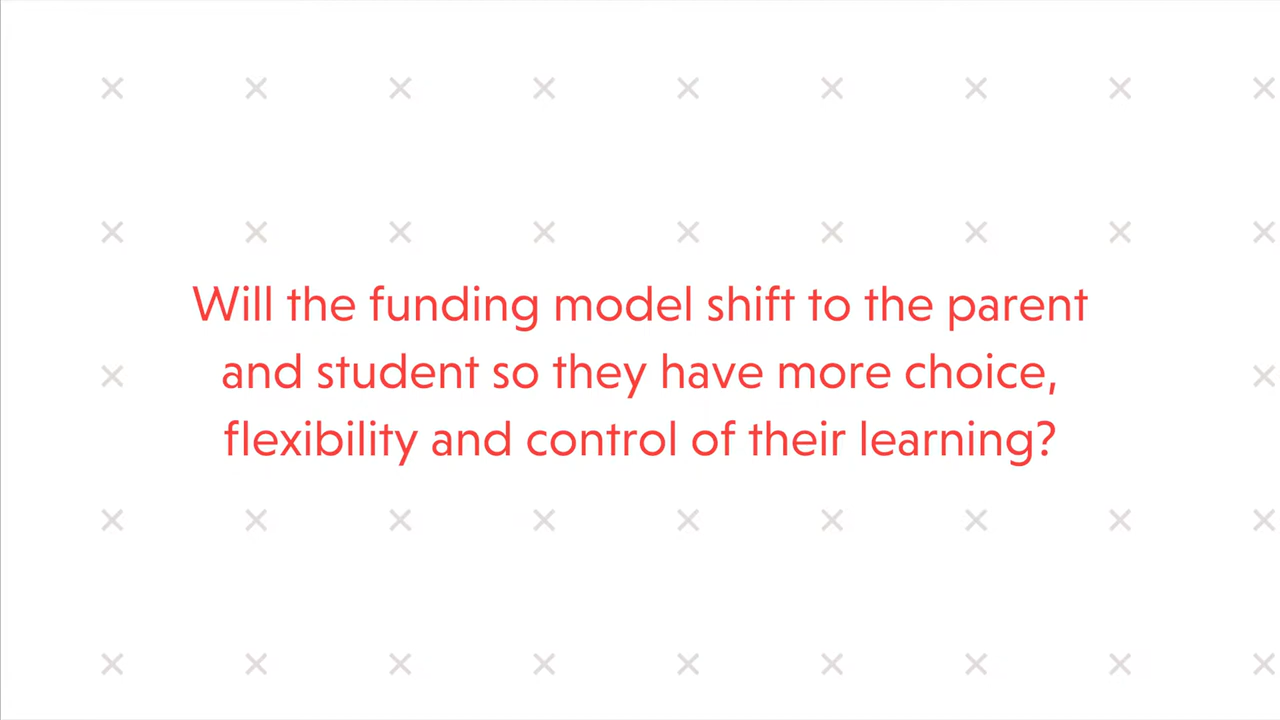 Will the funding model shift to the parent
and student so they have more choice,
flexibility and control of their learning?